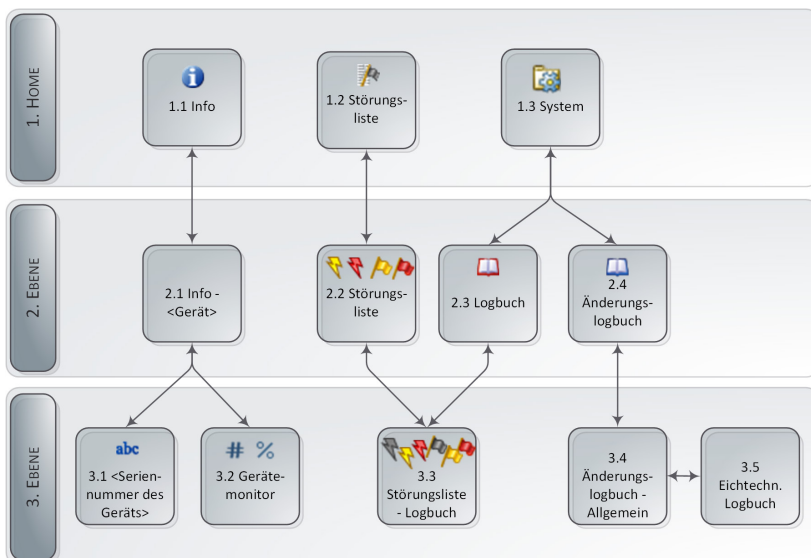 1. HOME
1.1 Info
1.2 Störungs-
liste
1.3 System
2. EBENE
2.1 Info -
<Gerät>
2.2 Störungs-
liste
2.3 Logbuch
2.4
Änderungs-
logbuch
3. EBENE
abc
3.1 <Serien-
nummer des
Geräts>
# %
3.2 Geräte-
monitor
3.3
Störungsliste
- Logbuch
3.4
Änderungs-
logbuch -
Allgemein
3.5
Eichtechn.
Logbuch